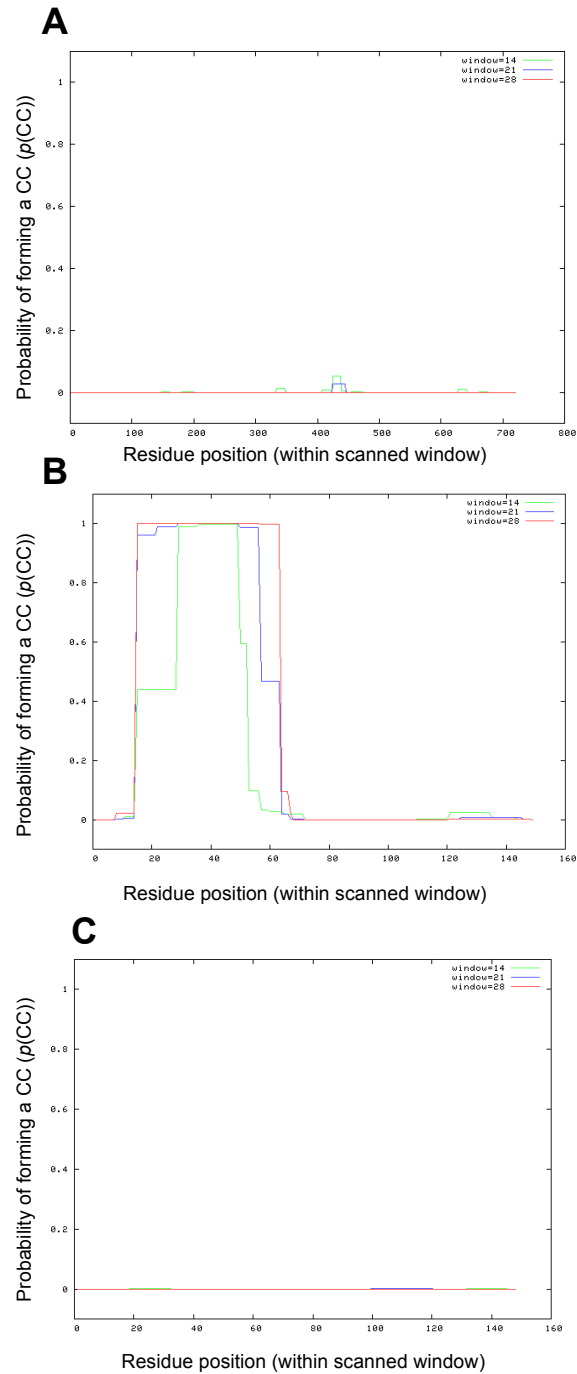 A
window=14
window=21
window=28
1
0.8
0.6
0.4
0.2
0
0 100 200 300 400 500 600 700 800
Probability of forming a CC (p(CC))
Residue position (within scanned window)
B
window=14
window=21
window=28
1
0.8
0.6
0.4
0.2
0
0 20 40 60 80 100 120 140 160
Probability of forming a CC (p(CC))
Residue position (within scanned window)
C
window=14
window=21
window=28
1
0.8
0.6
0.4
0.2
0
0 20 40 60 80 100 120 140 160
Probability of forming a CC (p(CC))
Residue position (within scanned window)